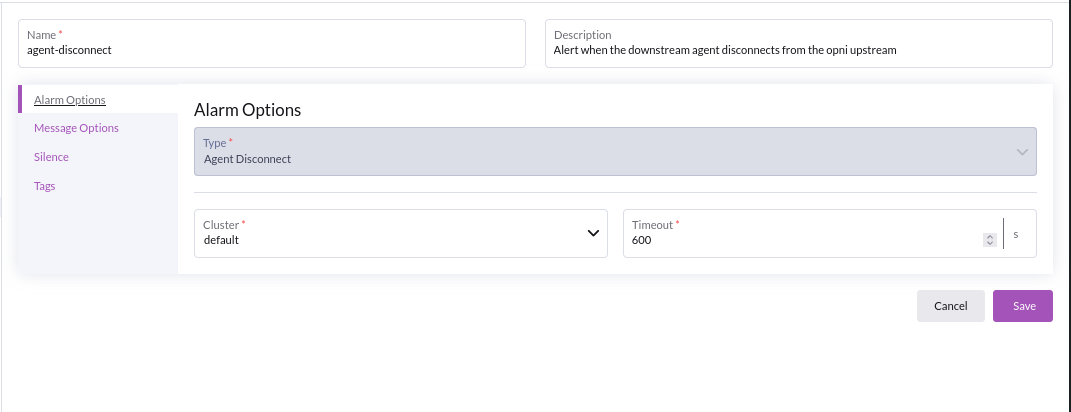 Name *
agent-disconnect
Description
Alert when the downstream agent disconnects from the opni upstream
Alarm Options
Message Options
Silence
Tags
Alarm Options
Type *
Agent Disconnect
Cluster *
default
Timeout *
600
s
Cancel
Save